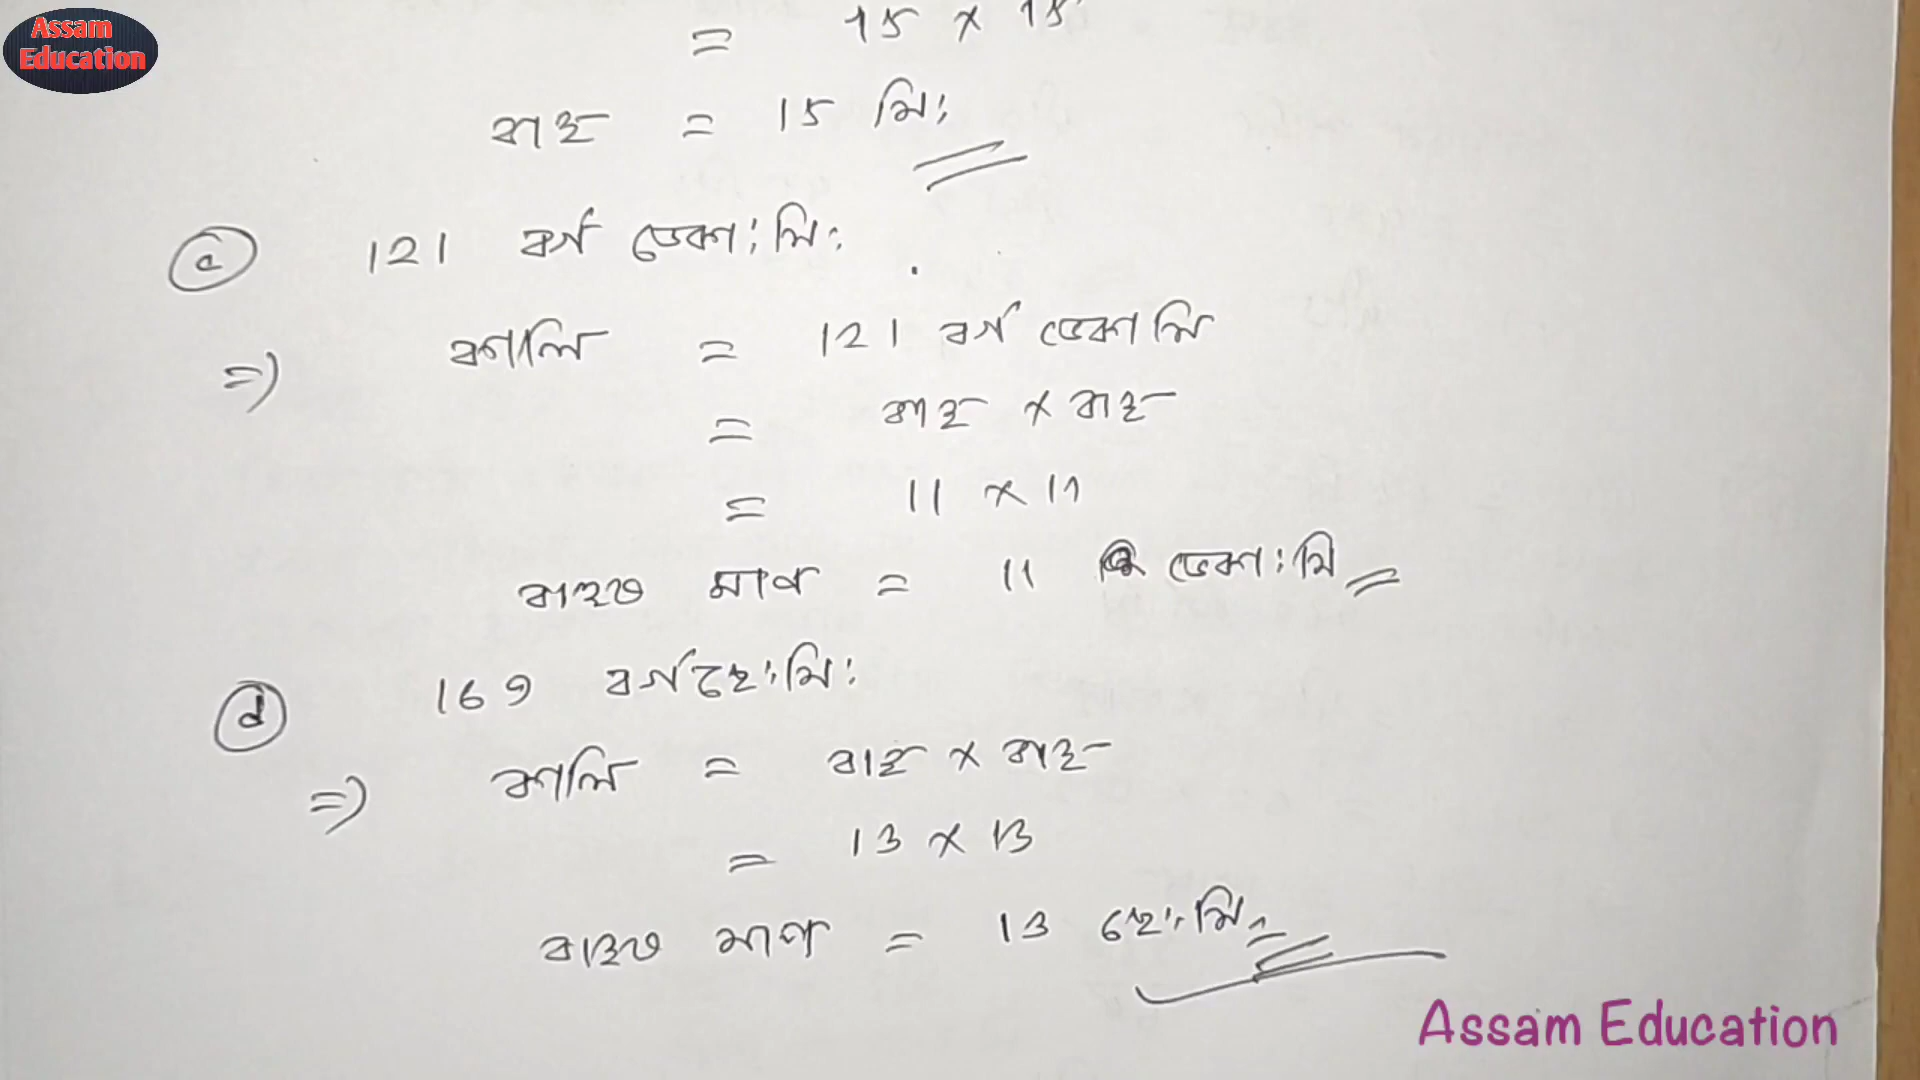 Assam
Education
= 15 × 15
বাহু = 15 মি:
(c) 121 বৰ্গ ডেকা:মি:
=) কালি = 121 বৰ্গ ডেকামি
= বাহু × বাহু
= 11 × 11
বাহুৰ মাপ = 11 ডেকা:মি
(d) 169 বৰ্গহে:মি:
=) কালি = বাহু × বাহু
= 13 × 13
বাহুৰ মাপ = 13 হে:মি:
Assam Education